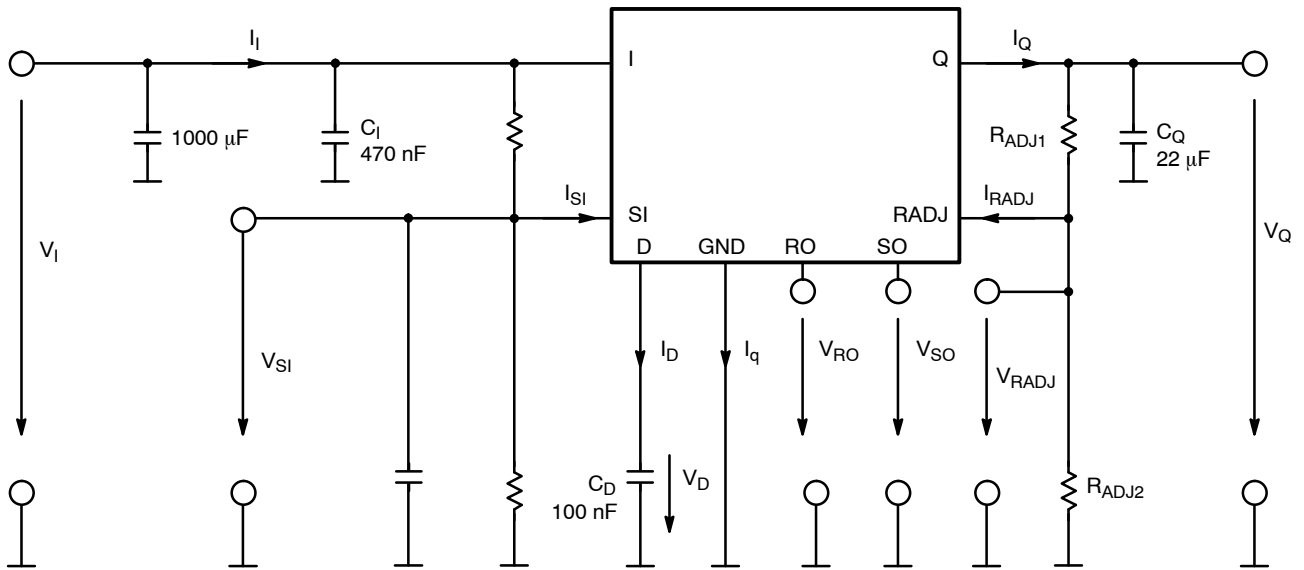 I_I
I
Q
I_Q
1000 μF
C_I
470 nF
R_ADJ1
C_Q
22 μF
I_SI
SI
RADJ
I_RADJ
V_I
D
GND
RO
SO
V_Q
V_SI
I_D
I_q
V_RO
V_SO
V_RADJ
C_D
100 nF
V_D
R_ADJ2